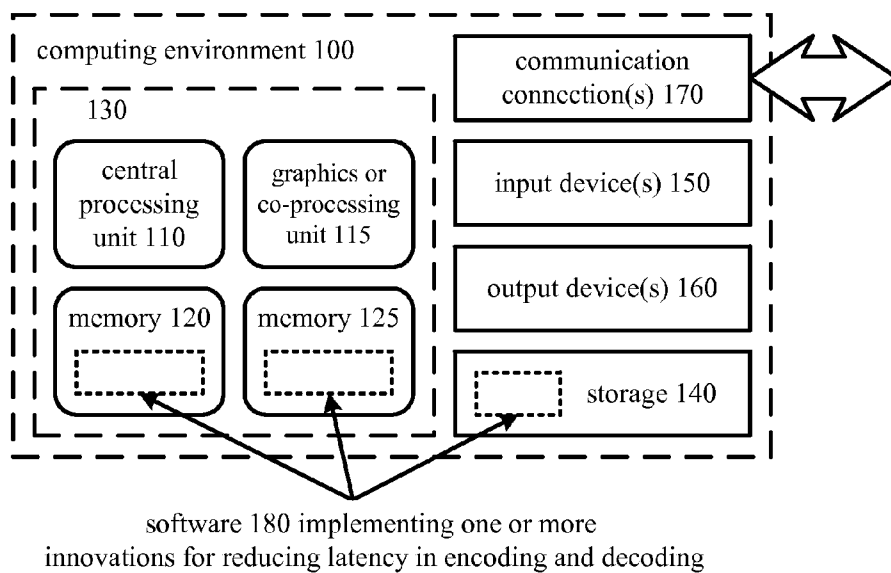 computing environment 100
communication
connection(s) 170
130
central
processing
unit 110
graphics or
co-processing
unit 115
input device(s) 150
output device(s) 160
memory 120
memory 125
storage 140
software 180 implementing one or more
innovations for reducing latency in encoding and decoding